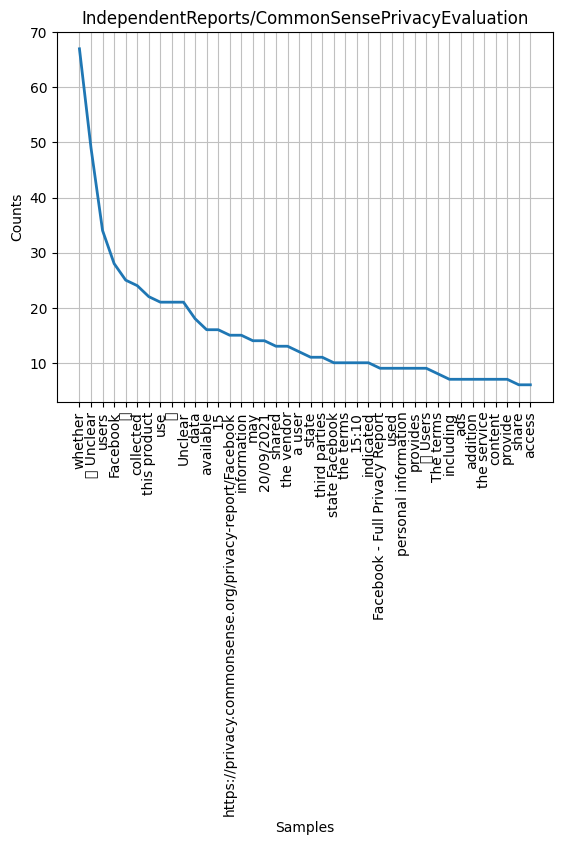 IndependentReports/CommonSensePrivacyEvaluation
70
60
50
40
30
20
10
Counts
whether
Unclear
users
Facebook
collected
this product
use
Unclear
data
available
15
https://privacy.commonsense.org/privacy-report/Facebook
information
may
20/09/2021
shared
the vendor
a user
state
third parties
state Facebook
the terms
15:10
indicated
Facebook - Full Privacy Report
used
personal information
provides
Users
The terms
including
ads
addition
the service
content
provide
share
access
Samples